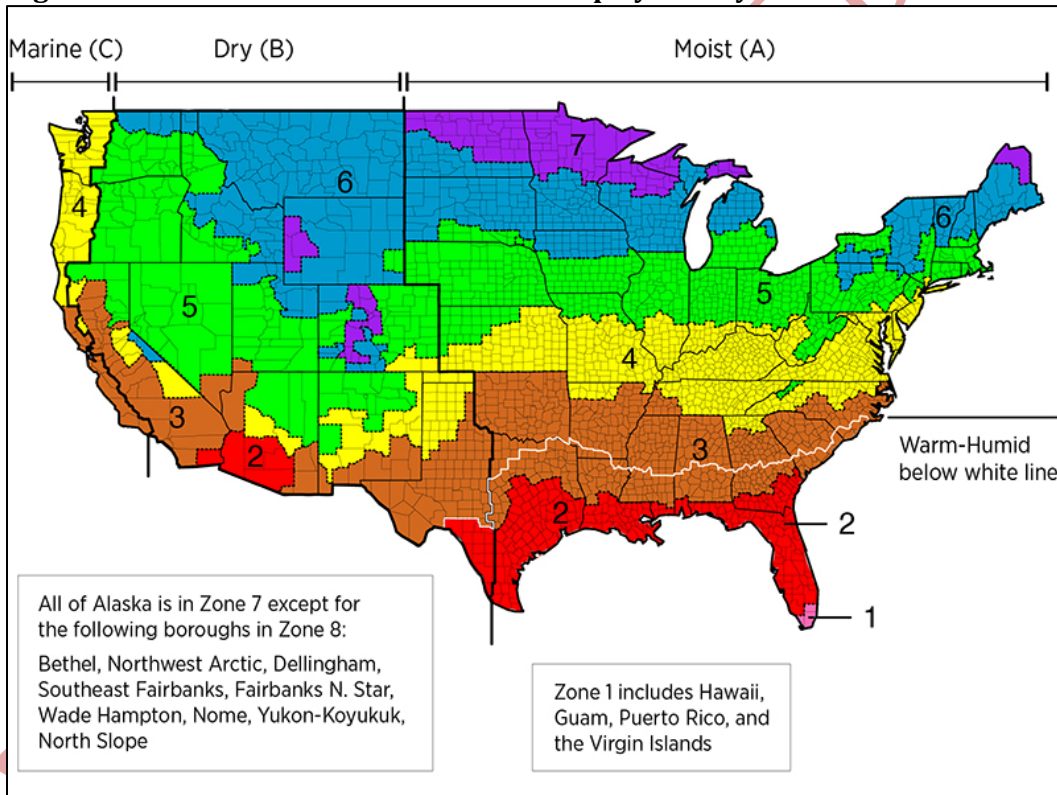 Marine (C)
Dry (B)
Moist (A)
7
6
4
6
5
5
4
3
3
2
2
2
1
Warm-Humid
below white line
All of Alaska is in Zone 7 except for
the following boroughs in Zone 8:
Bethel, Northwest Arctic, Dellingham,
Southeast Fairbanks, Fairbanks N. Star,
Wade Hampton, Nome, Yukon-Koyukuk,
North Slope
Zone 1 includes Hawaii,
Guam, Puerto Rico, and
the Virgin Islands